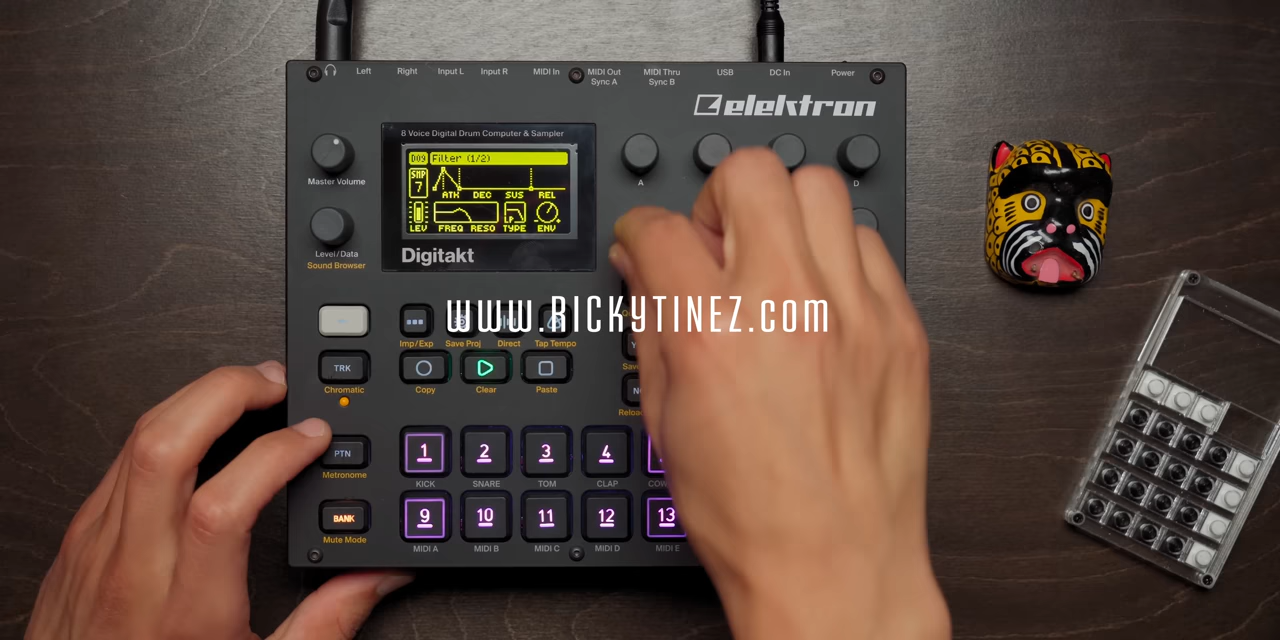 Left Right Input L Input R MIDI In MIDI Out MIDI Thru USB DC In Power
Sync A Sync B
elektron
8 Voice Digital Drum Computer & Sampler
D09 Filter (1/2)
SMP
7
ATK DEC SUS REL
LEV FREQ RESO TYPE ENV
Master Volume
A D
Digitakt
Level/Data
Sound Browser
www.RICKYTINEZ.com
Imp/Exp Save Proj Direct Tap Tempo
TRK
Chromatic
Copy Clear Paste
PTN
Metronome
1 2 3 4
KICK SNARE TOM CLAP
BANK
Mute Mode
9 10 11 12 13
MIDI A MIDI B MIDI C MIDI D MIDI E